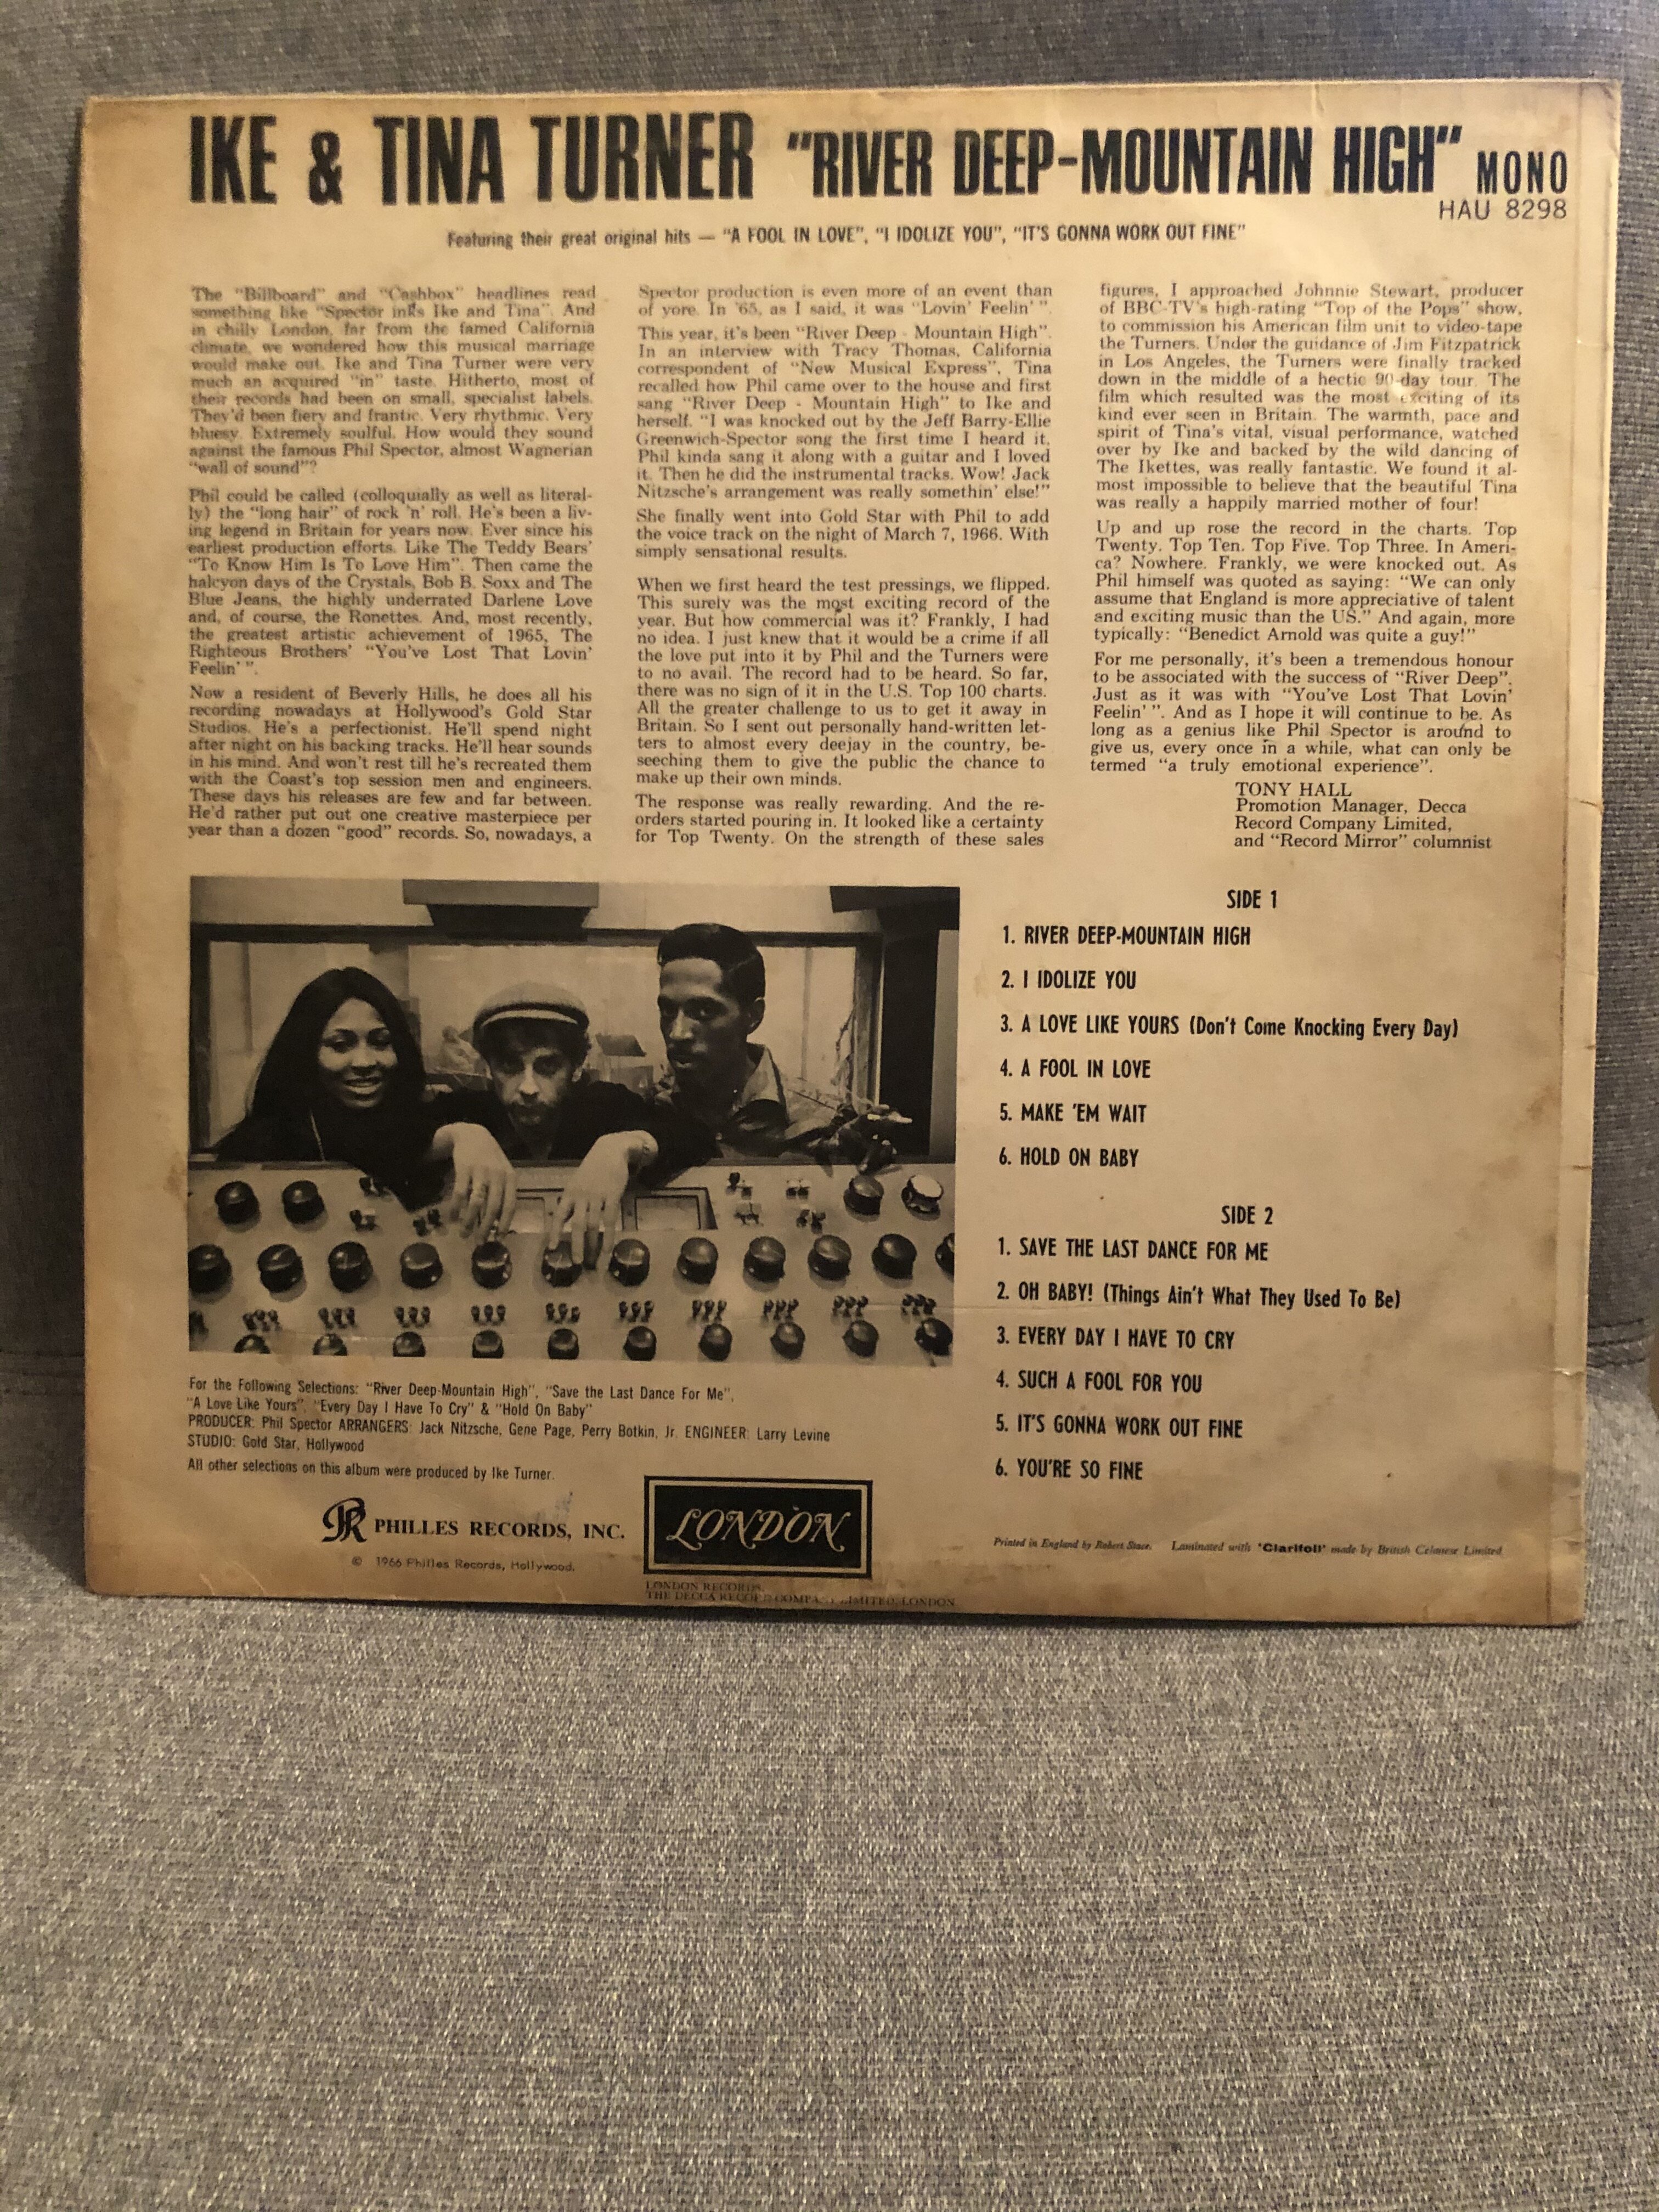 IKE & TINA TURNER "RIVER DEEP-MOUNTAIN HIGH" MONO
HAU 8298
Featuring their great original hits — "A FOOL IN LOVE", "I IDOLIZE YOU", "IT'S GONNA WORK OUT FINE"
The "Billboard" and "Cashbox" headlines read
something like "Spector inks Ike and Tina". And
in chilly London, far from the famed California
climate, we wondered how this musical marriage
would make out. Ike and Tina Turner were very
much an acquired "in" taste. Hitherto, most of
their records had been on small, specialist labels.
They'd been fiery and frantic. Very rhythmic. Very
bluesy. Extremely soulful. How would they sound
against the famous Phil Spector, almost Wagnerian
"wall of sound"?
Phil could be called (colloquially as well as literal-
ly) the "long hair" of rock 'n' roll. He's been a liv-
ing legend in Britain for years now. Ever since his
earliest production efforts. Like The Teddy Bears'
"To Know Him Is To Love Him". Then came the
halcyon days of the Crystals, Bob B. Soxx and The
Blue Jeans, the highly underrated Darlene Love
and, of course, the Ronettes. And, most recently,
the greatest artistic achievement of 1965, The
Righteous Brothers' "You've Lost That Lovin'
Feelin' ".
Now a resident of Beverly Hills, he does all his
recording nowadays at Hollywood's Gold Star
Studios. He's a perfectionist. He'll spend night
after night on his backing tracks. He'll hear sounds
in his mind. And won't rest till he's recreated them
with the Coast's top session men and engineers.
These days his releases are few and far between.
He'd rather put out one creative masterpiece per
year than a dozen "good" records. So, nowadays, a
Spector production is even more of an event than
of yore. In '65, as I said, it was "Lovin' Feelin' ".
This year, it's been "River Deep - Mountain High".
In an interview with Tracy Thomas, California
correspondent of "New Musical Express", Tina
recalled how Phil came over to the house and first
sang "River Deep - Mountain High" to Ike and
herself. "I was knocked out by the Jeff Barry-Ellie
Greenwich-Spector song the first time I heard it.
Phil kinda sang it along with a guitar and I loved
it. Then he did the instrumental tracks. Wow! Jack
Nitzsche's arrangement was really somethin' else!"
She finally went into Gold Star with Phil to add
the voice track on the night of March 7, 1966. With
simply sensational results.
When we first heard the test pressings, we flipped.
This surely was the most exciting record of the
year. But how commercial was it? Frankly, I had
no idea. I just knew that it would be a crime if all
the love put into it by Phil and the Turners were
to no avail. The record had to be heard. So far,
there was no sign of it in the U.S. Top 100 charts.
All the greater challenge to us to get it away in
Britain. So I sent out personally hand-written let-
ters to almost every deejay in the country, be-
seeching them to give the public the chance to
make up their own minds.
The response was really rewarding. And the re-
orders started pouring in. It looked like a certainty
for Top Twenty. On the strength of these sales
figures, I approached Johnnie Stewart, producer
of BBC-TV's high-rating "Top of the Pops" show,
to commission his American film unit to video-tape
the Turners. Under the guidance of Jim Fitzpatrick
in Los Angeles, the Turners were finally tracked
down in the middle of a hectic 90-day tour. The
film which resulted was the most exciting of its
kind ever seen in Britain. The warmth, pace and
spirit of Tina's vital, visual performance, watched
over by Ike and backed by the wild dancing of
The Ikettes, was really fantastic. We found it al-
most impossible to believe that the beautiful Tina
was really a happily married mother of four!
Up and up rose the record in the charts. Top
Twenty. Top Ten. Top Five. Top Three. In Ameri-
ca? Nowhere. Frankly, we were knocked out. As
Phil himself was quoted as saying: "We can only
assume that England is more appreciative of talent
and exciting music than the US." And again, more
typically: "Benedict Arnold was quite a guy!"
For me personally, it's been a tremendous honour
to be associated with the success of "River Deep".
Just as it was with "You've Lost That Lovin'
Feelin' ". And as I hope it will continue to be. As
long as a genius like Phil Spector is around to
give us, every once in a while, what can only be
termed "a truly emotional experience".
TONY HALL
Promotion Manager, Decca
Record Company Limited,
and "Record Mirror" columnist
SIDE 1
1. RIVER DEEP-MOUNTAIN HIGH
2. I IDOLIZE YOU
3. A LOVE LIKE YOURS (Don't Come Knocking Every Day)
4. A FOOL IN LOVE
5. MAKE 'EM WAIT
6. HOLD ON BABY
SIDE 2
1. SAVE THE LAST DANCE FOR ME
2. OH BABY! (Things Ain't What They Used To Be)
3. EVERY DAY I HAVE TO CRY
4. SUCH A FOOL FOR YOU
5. IT'S GONNA WORK OUT FINE
6. YOU'RE SO FINE
For the Following Selections: "River Deep-Mountain High", "Save the Last Dance For Me",
"A Love Like Yours", "Every Day I Have To Cry" & "Hold On Baby"
PRODUCER: Phil Spector ARRANGERS: Jack Nitzsche, Gene Page, Perry Botkin, Jr. ENGINEER: Larry Levine
STUDIO: Gold Star, Hollywood
All other selections on this album were produced by Ike Turner.
PR PHILLES RECORDS, INC.
© 1966 Philles Records, Hollywood.
LONDON
LONDON RECORDS,
THE DECCA RECORD COMPANY LIMITED, LONDON
Printed in England by Robert Stace. Laminated with 'Clarifoil' made by British Celanese Limited